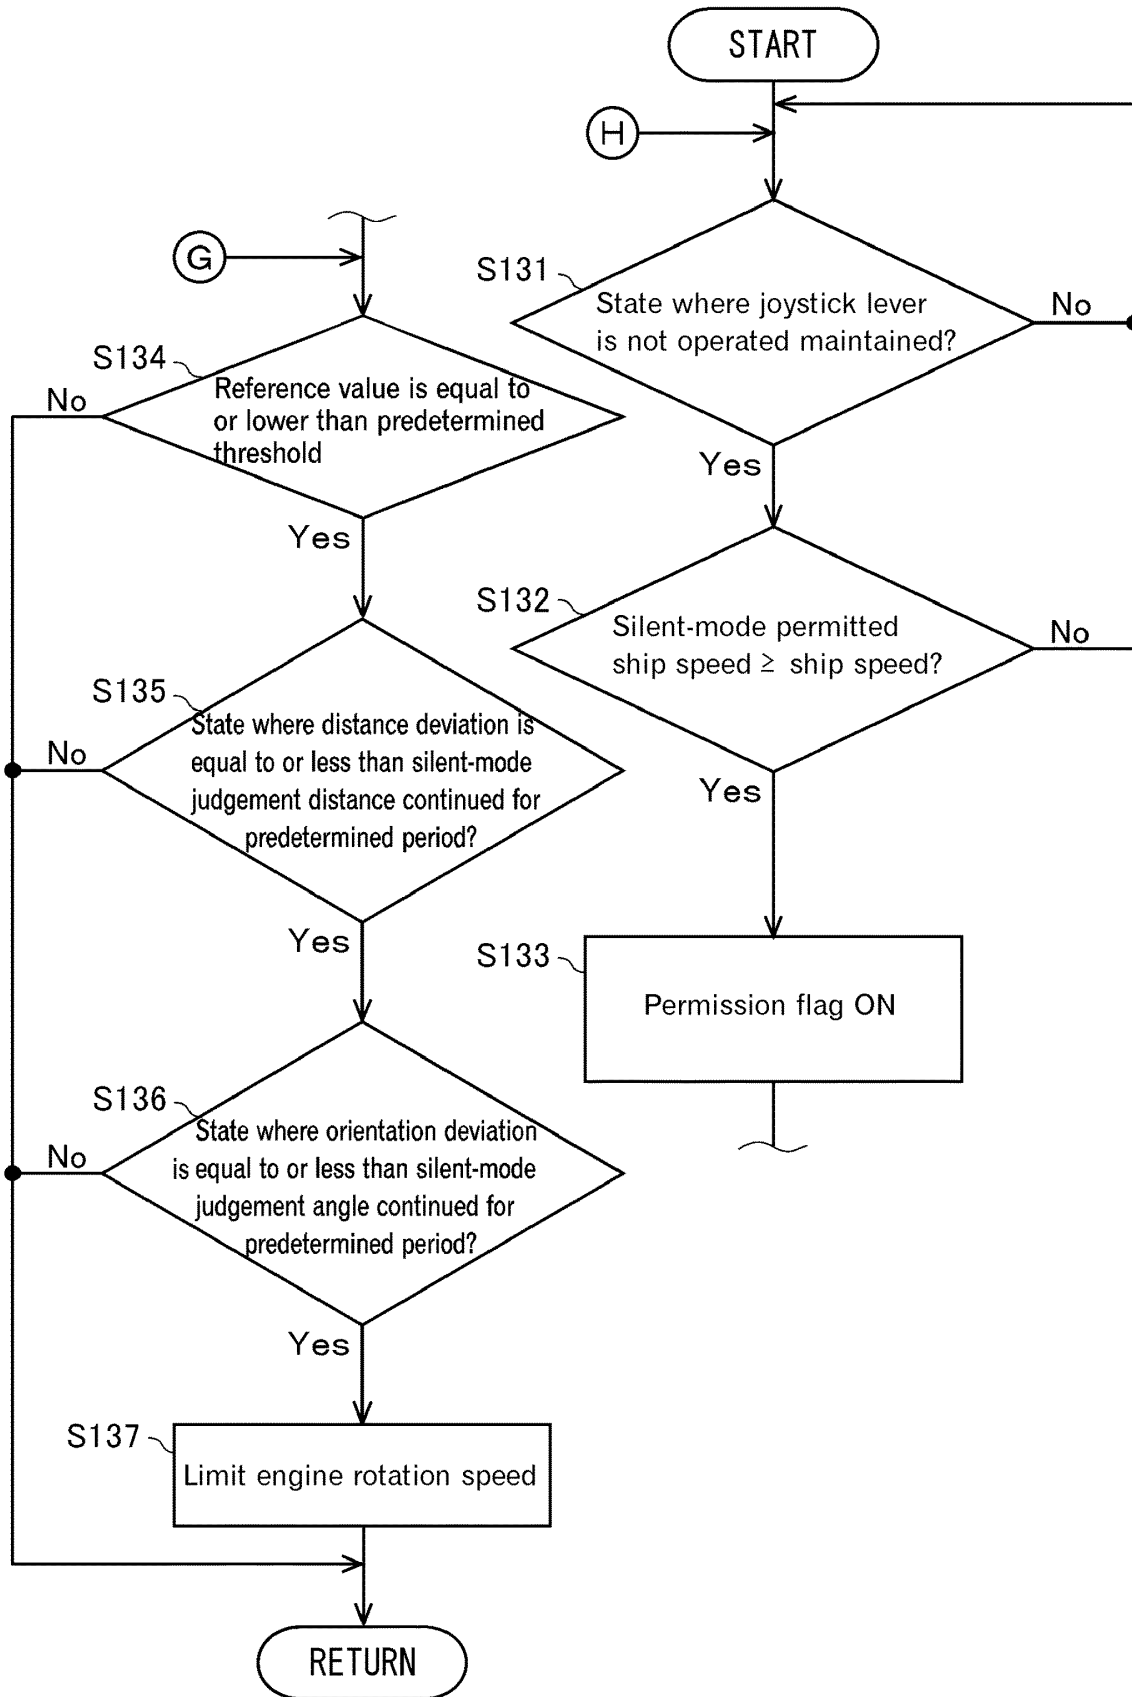 START
H
S131
State where joystick lever
is not operated maintained?
No
Yes
S132
Silent-mode permitted
ship speed ≥ ship speed?
No
Yes
S133
Permission flag ON
G
S134
No
Reference value is equal to
or lower than predetermined
threshold
Yes
S135
No
State where distance deviation is
equal to or less than silent-mode
judgement distance continued for
predetermined period?
Yes
S136
No
State where orientation deviation
is equal to or less than silent-mode
judgement angle continued for
predetermined period?
Yes
S137
Limit engine rotation speed
RETURN